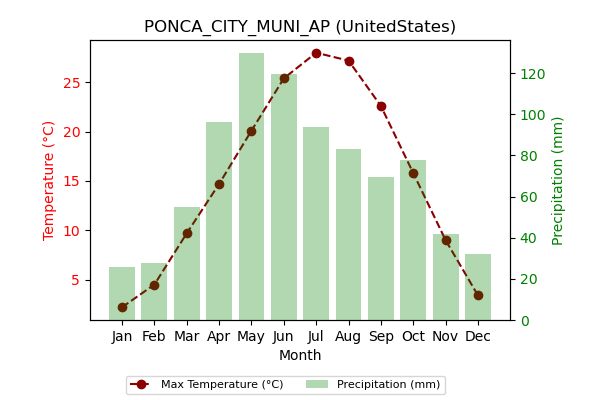 PONCA_CITY_MUNI_AP (UnitedStates)
25
20
15
10
5
Temperature (°C)
120
100
80
60
40
20
0
Precipitation (mm)
Jan Feb Mar Apr May Jun Jul Aug Sep Oct Nov Dec
Month
Max Temperature (°C) Precipitation (mm)